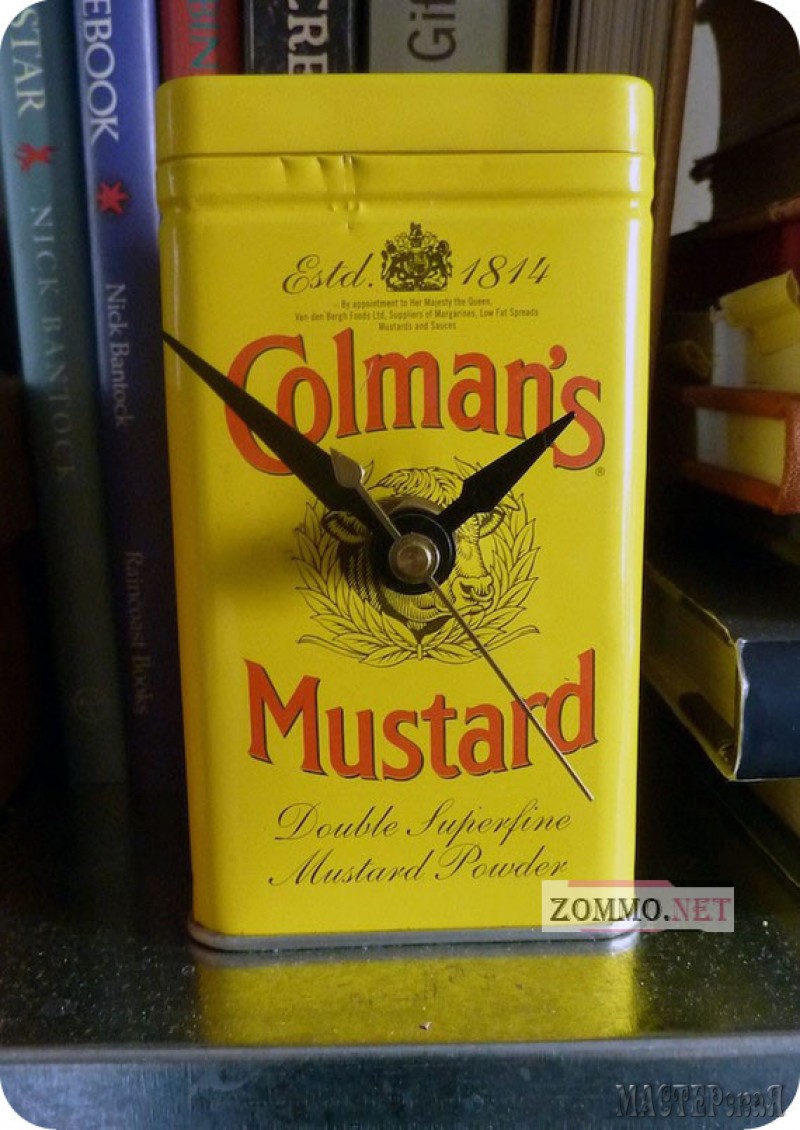 STAR
NICK BANTOCK
EBOOK
Nick Bantock
Raincoast Books
BIN
CRE
Gif
Estd. 1814
By appointment to Her Majesty the Queen,
Van den Bergh Foods Ltd, Suppliers of Margarines, Low Fat Spreads
Mustards and Sauces
Colman's
®
Mustard
Double Superfine
Mustard Powder
ZOMMO.NET
МАСТЕРскаЯ